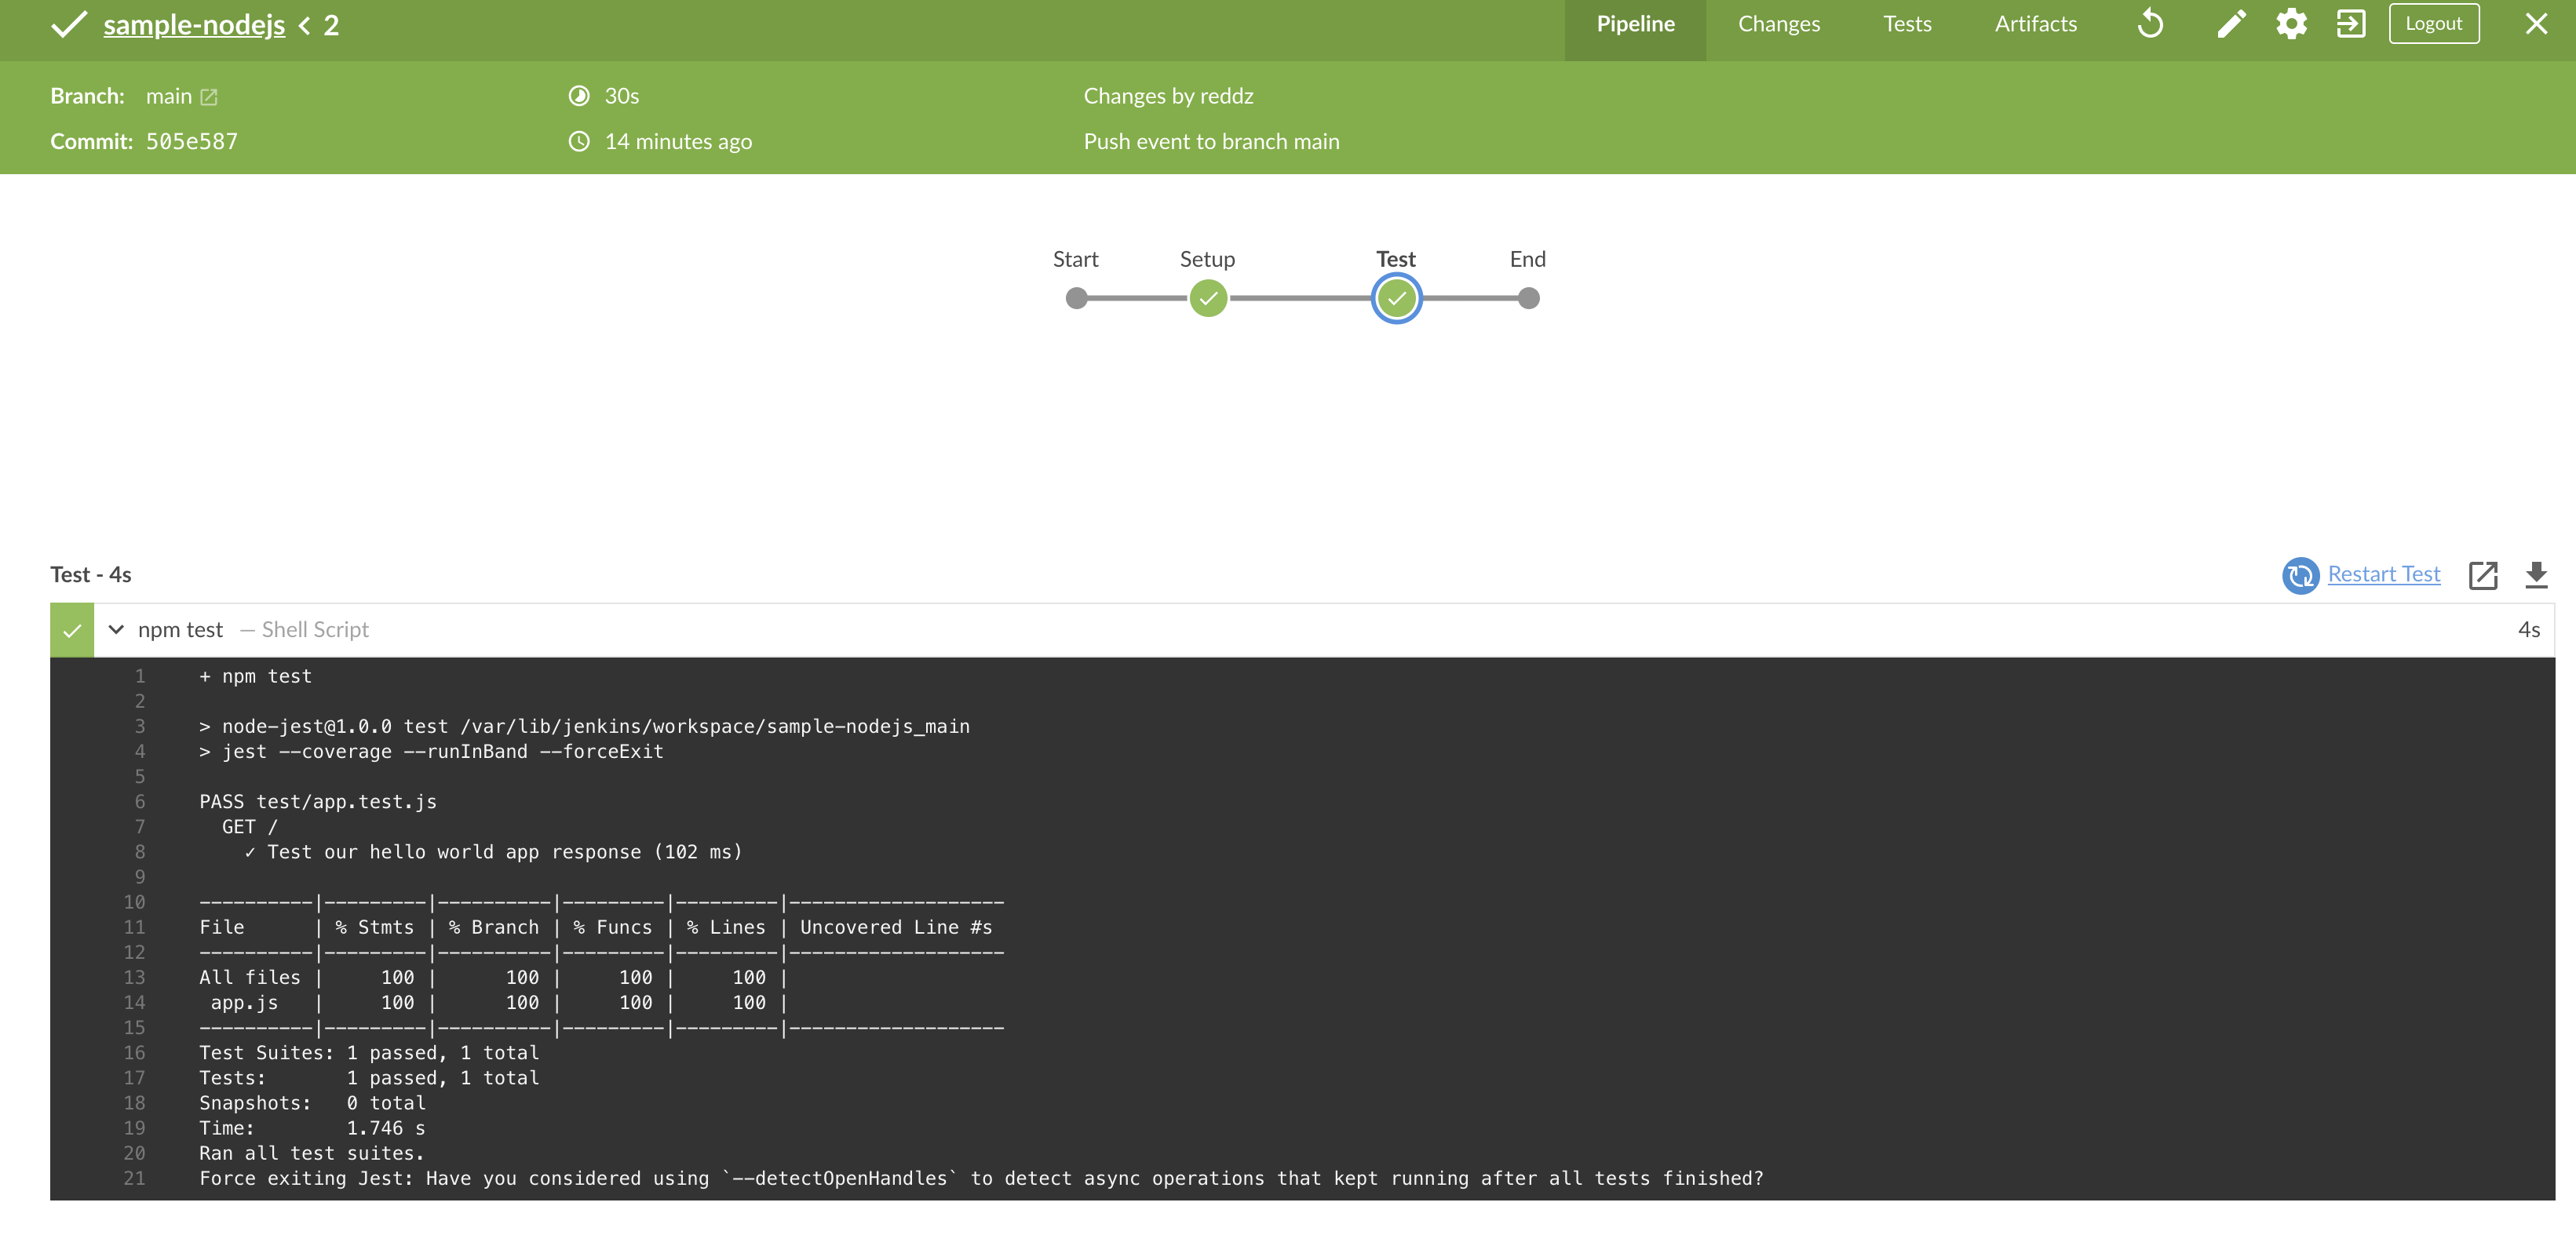 sample-nodejs < 2
Pipeline Changes Tests Artifacts Logout
Branch: main 30s Changes by reddz
Commit: 505e587 14 minutes ago Push event to branch main
Start Setup Test End
Test - 4s Restart Test
npm test — Shell Script 4s
1 + npm test
2
3 > node-jest@1.0.0 test /var/lib/jenkins/workspace/sample-nodejs_main
4 > jest --coverage --runInBand --forceExit
5
6 PASS test/app.test.js
7   GET /
8     ✓ Test our hello world app response (102 ms)
9
10 ----------|---------|----------|---------|---------|-------------------
11 File      | % Stmts | % Branch | % Funcs | % Lines | Uncovered Line #s
12 ----------|---------|----------|---------|---------|-------------------
13 All files |     100 |      100 |     100 |     100 |
14  app.js   |     100 |      100 |     100 |     100 |
15 ----------|---------|----------|---------|---------|-------------------
16 Test Suites: 1 passed, 1 total
17 Tests:       1 passed, 1 total
18 Snapshots:   0 total
19 Time:        1.746 s
20 Ran all test suites.
21 Force exiting Jest: Have you considered using `--detectOpenHandles` to detect async operations that kept running after all tests finished?